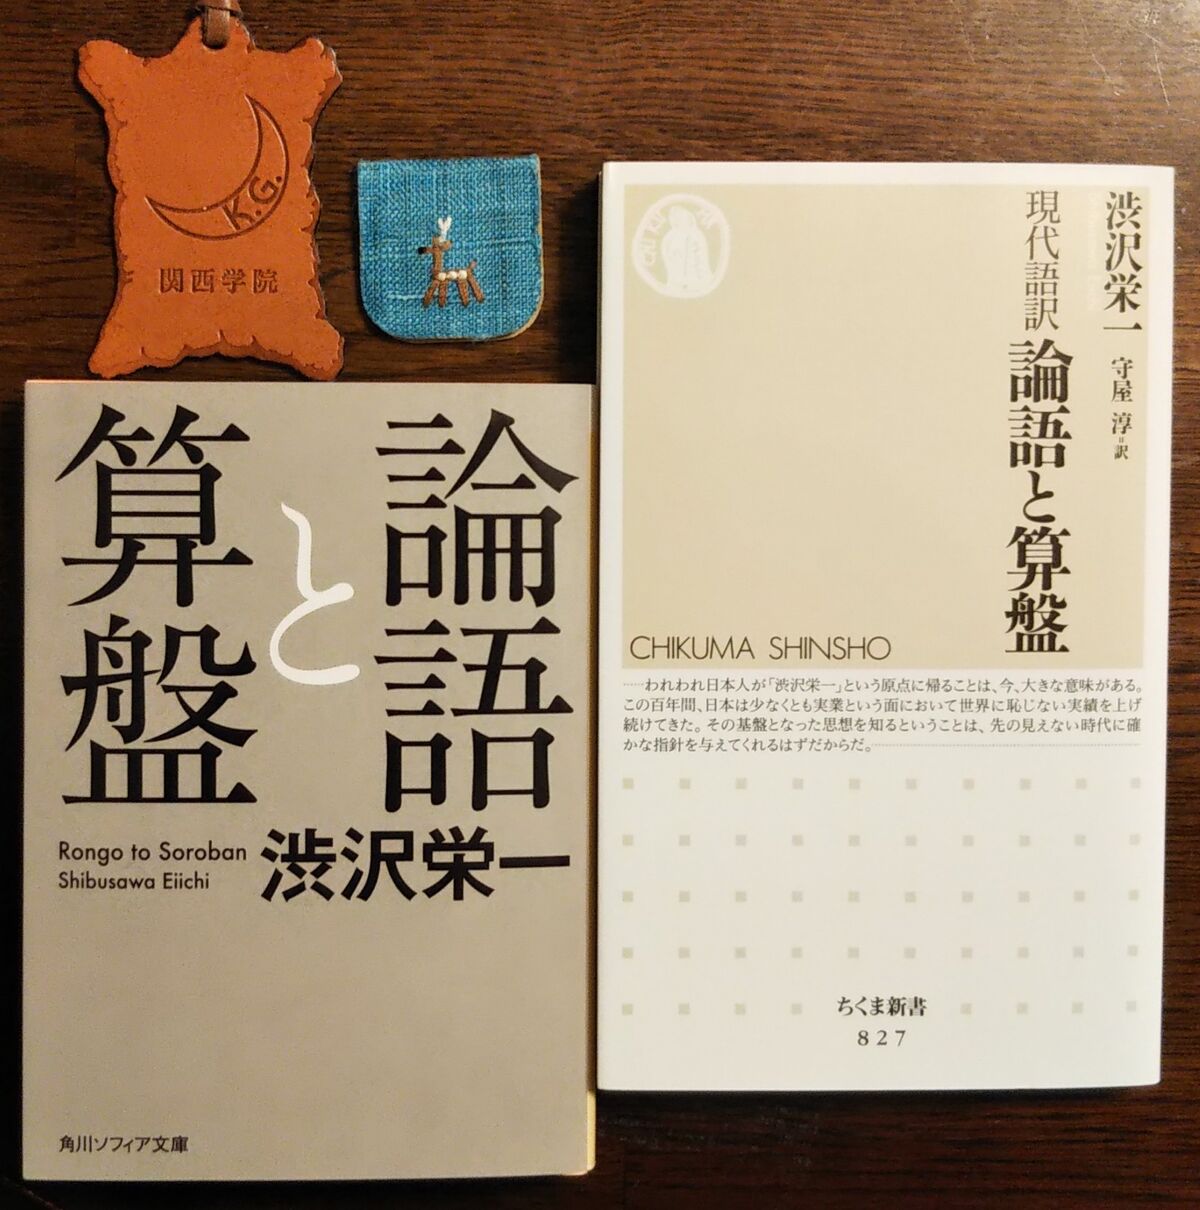 K.G.
関西学院
論語
と
算盤
Rongo to Soroban
Shibusawa Eiichi
渋沢栄一
角川ソフィア文庫
渋沢栄一
守屋 淳=訳
現代語訳 論語と算盤
CHIKUMA SHINSHO
……われわれ日本人が「渋沢栄一」という原点に帰ることは、今、大きな意味がある。
この百年間、日本は少なくとも実業という面において世界に恥じない実績を上げ
続けてきた。その基盤となった思想を知るということは、先の見えない時代に確
かな指針を与えてくれるはずだからだ。
ちくま新書
827